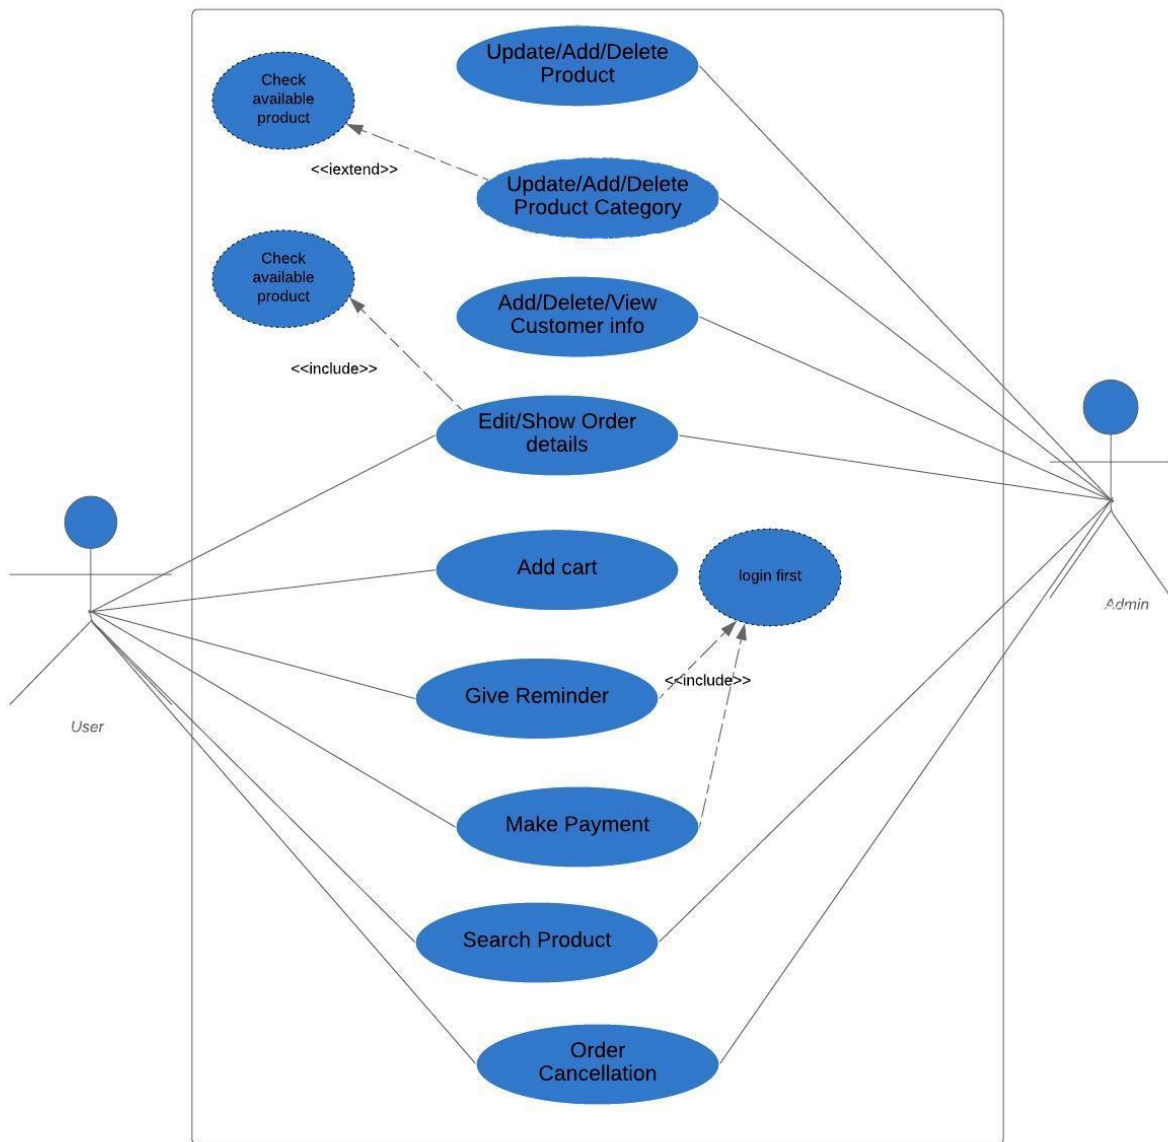 Update/Add/Delete
Product
Check
available
product
<<iextend>>
Update/Add/Delete
Product Category
Check
available
product
Add/Delete/View
Customer info
<<include>>
Edit/Show Order
details
Add cart
login first
Admin
Give Reminder
<<include>>
User
Make Payment
Search Product
Order
Cancellation